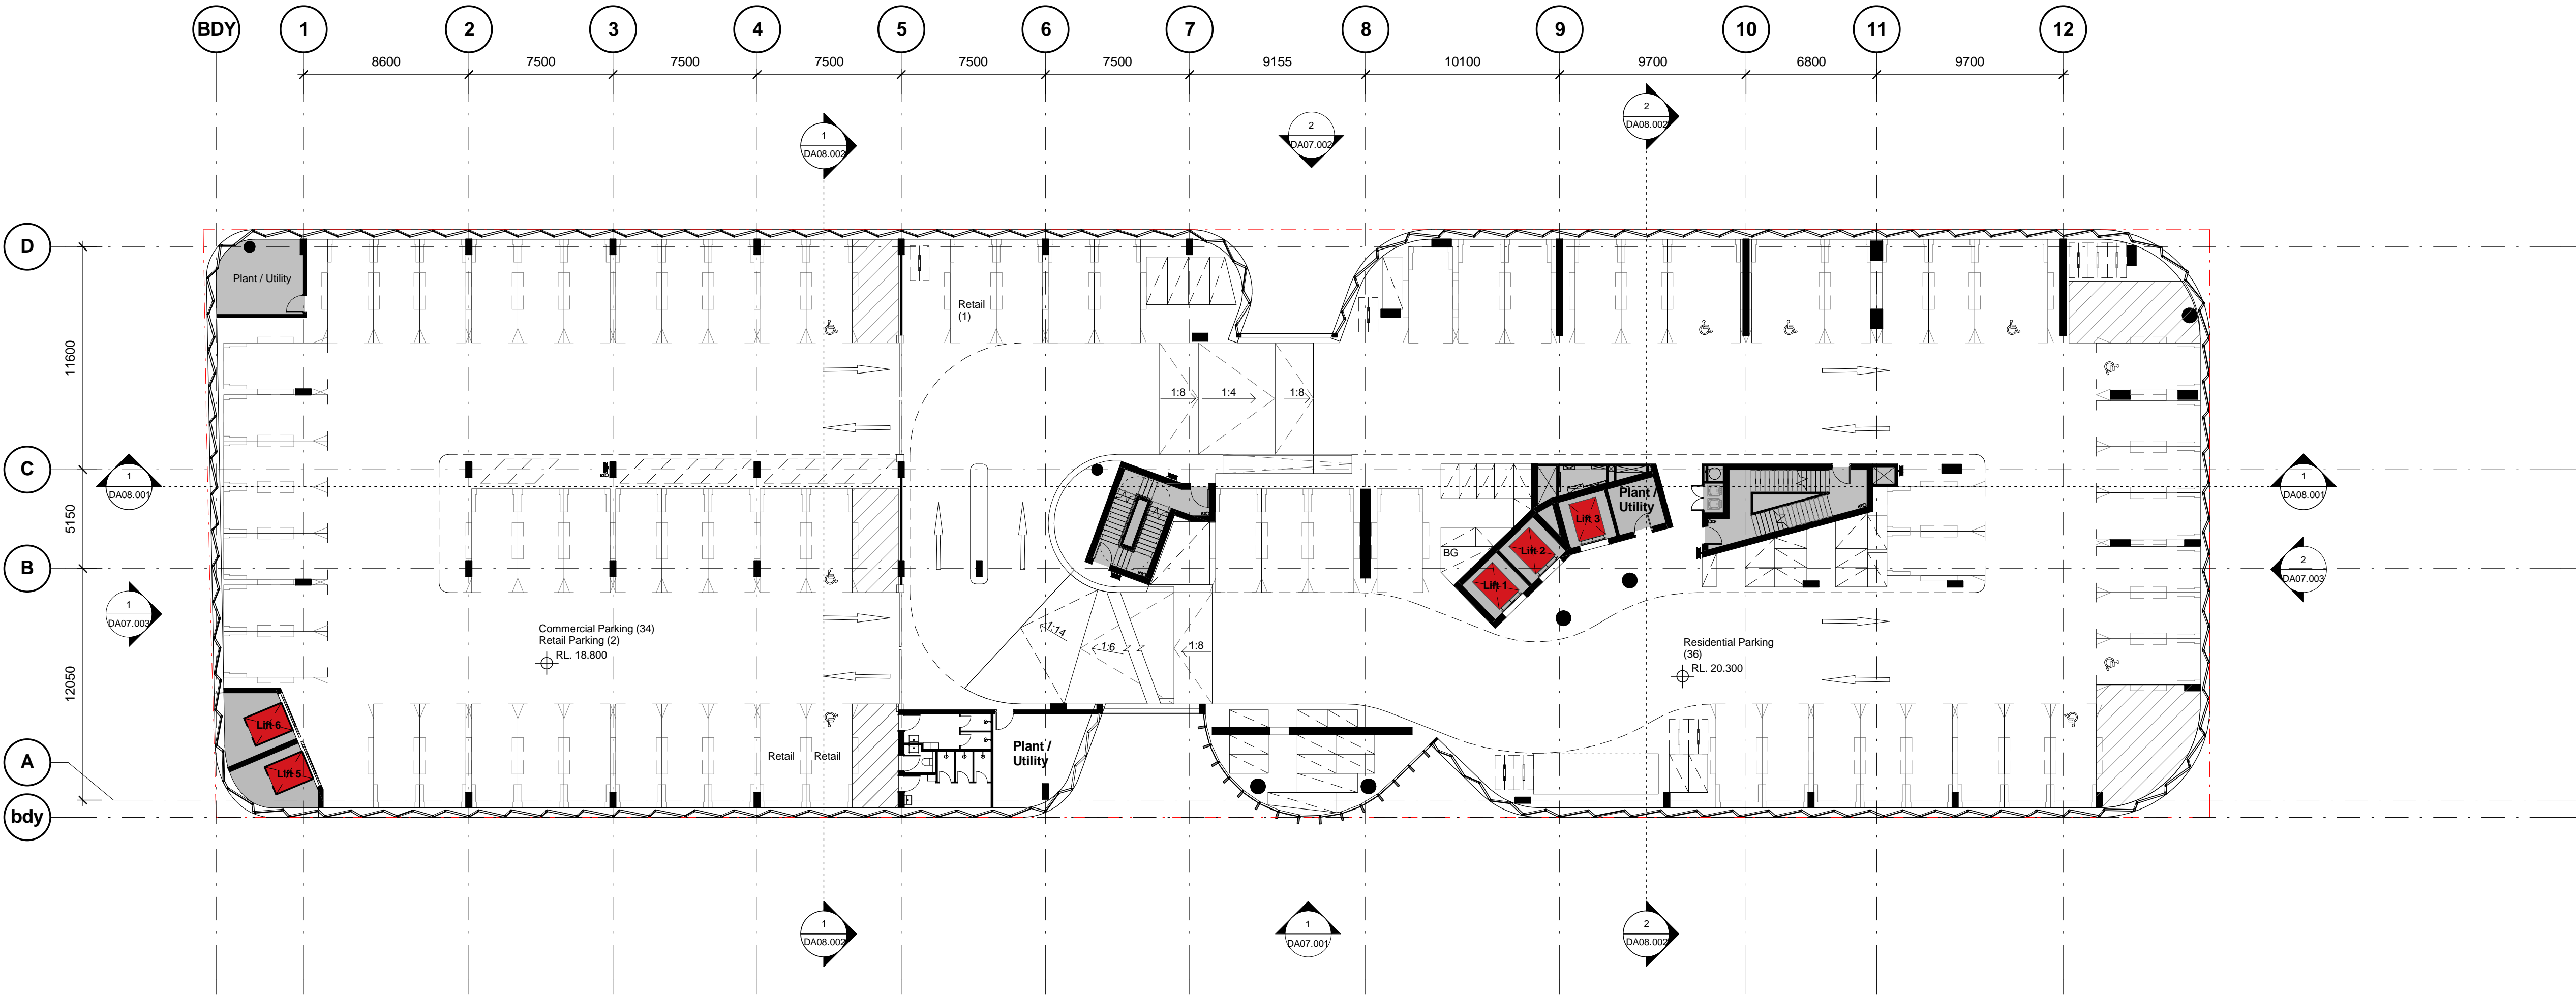 BDY 1 2 3 4 5 6 7 8 9 10 11 12
8600 7500 7500 7500 7500 7500 9155 10100 9700 6800 9700
2
DA08.002
1
DA08.002
2
DA07.002
D
Plant / Utility
Retail
(1)
11600
1:8 1:4 1:8
C
1
DA08.001
1
DA08.001
Plant /
Utility
Lift 3
5150
Lift 2
BG
B
2
DA07.003
Lift 1
1
DA07.003
Commercial Parking (34)
Retail Parking (2)
RL. 18.800
1:14
1:6
1:8
Residential Parking
(36)
RL. 20.300
12050
Lift 6
Lift 5
Retail Retail
Plant /
Utility
A
bdy
1
DA08.002
1
DA07.001
2
DA08.002